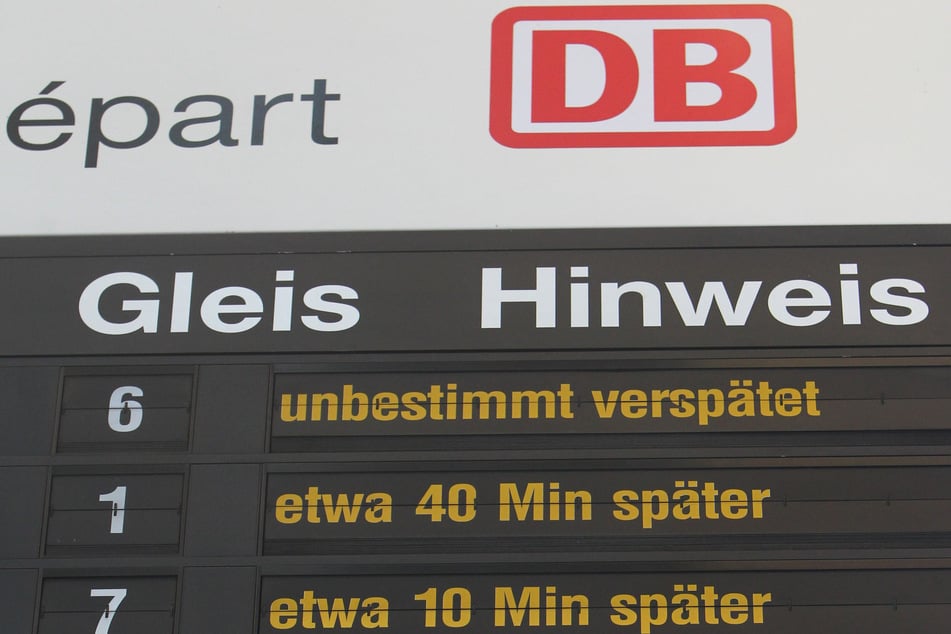 épart DB
Gleis Hinweis
6 unbestimmt verspätet
1 etwa 40 Min später
7 etwa 10 Min später